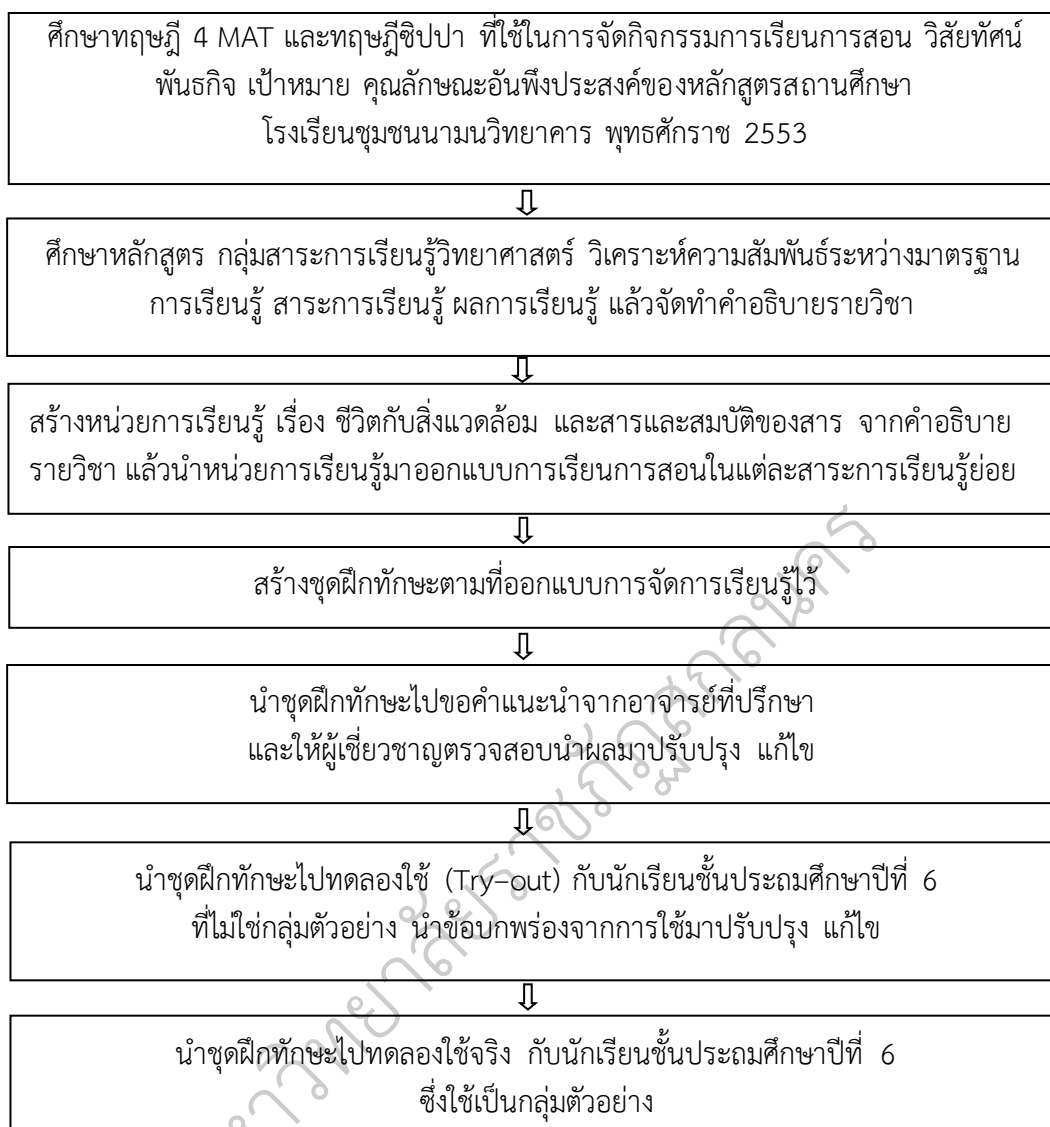 ศึกษาทฤษฎี 4 MAT และทฤษฎีซิปปา ที่ใช้ในการจัดกิจกรรมการเรียนการสอน วิสัยทัศน์
พันธกิจ เป้าหมาย คุณลักษณะอันพึงประสงค์ของหลักสูตรสถานศึกษา
โรงเรียนชุมชนนามนวิทยาคาร พุทธศักราช 2553
ศึกษาหลักสูตร กลุ่มสาระการเรียนรู้วิทยาศาสตร์ วิเคราะห์ความสัมพันธ์ระหว่างมาตรฐาน
การเรียนรู้ สาระการเรียนรู้ ผลการเรียนรู้ แล้วจัดทำคำอธิบายรายวิชา
สร้างหน่วยการเรียนรู้ เรื่อง ชีวิตกับสิ่งแวดล้อม และสารและสมบัติของสาร จากคำอธิบาย
รายวิชา แล้วนำหน่วยการเรียนรู้มาออกแบบการเรียนการสอนในแต่ละสาระการเรียนรู้ย่อย
สร้างชุดฝึกทักษะตามที่ออกแบบการจัดการเรียนรู้ไว้
นำชุดฝึกทักษะไปขอคำแนะนำจากอาจารย์ที่ปรึกษา
และให้ผู้เชี่ยวชาญตรวจสอบนำผลมาปรับปรุง แก้ไข
นำชุดฝึกทักษะไปทดลองใช้ (Try–out) กับนักเรียนชั้นประถมศึกษาปีที่ 6
ที่ไม่ใช่กลุ่มตัวอย่าง นำข้อบกพร่องจากการใช้มาปรับปรุง แก้ไข
นำชุดฝึกทักษะไปทดลองใช้จริง กับนักเรียนชั้นประถมศึกษาปีที่ 6
ซึ่งใช้เป็นกลุ่มตัวอย่าง
าวิทยาลัยราชภัฏสกลนคร